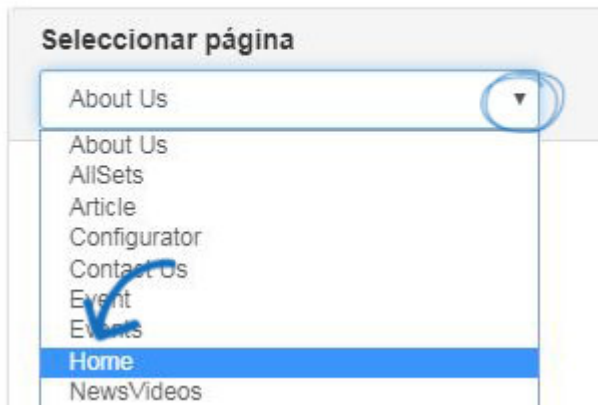 Seleccionar página
About Us
About Us
AllSets
Article
Configurator
Contact Us
Event
Events
Home
NewsVideos